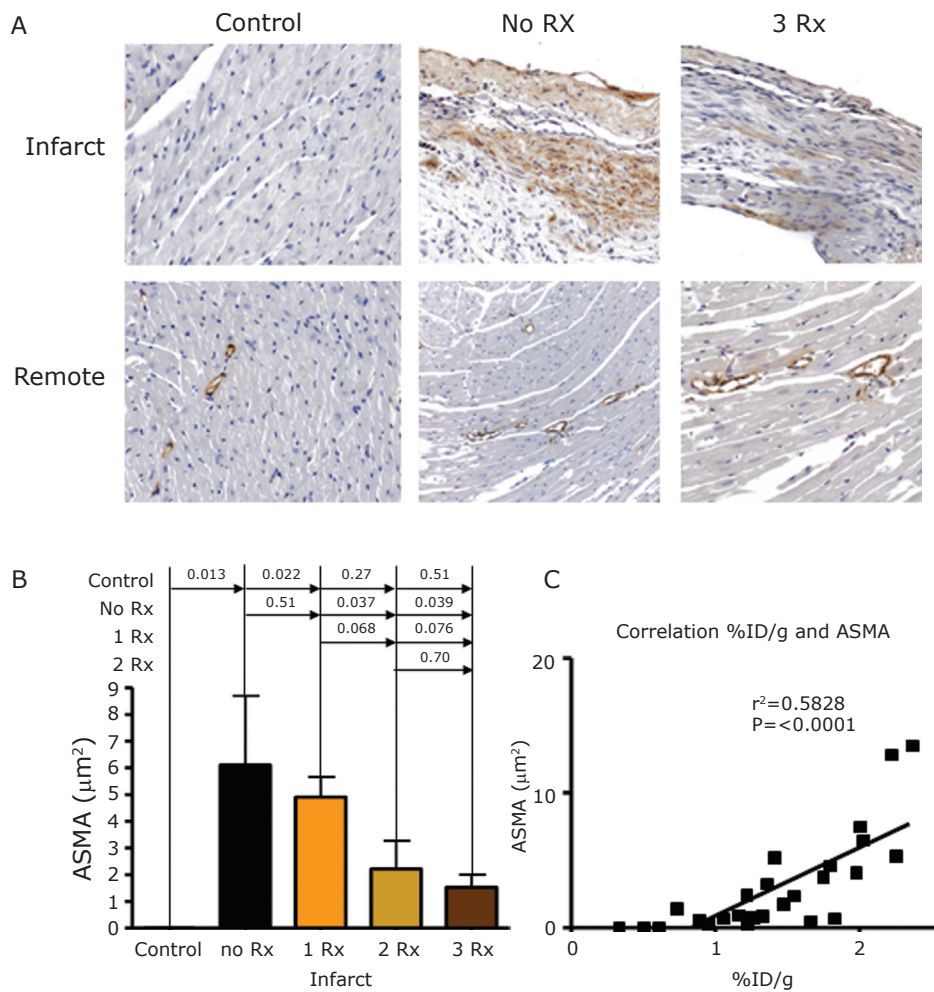 A
Control
No RX
3 Rx
Infarct
Remote
B
Control
0.013
0.022
0.27
0.51
No Rx
0.51
0.037
0.039
1 Rx
0.068
0.076
2 Rx
0.70
ASMA (μm²)
9
8
7
6
5
4
3
2
1
0
Control no Rx 1 Rx 2 Rx 3 Rx
Infarct
C
Correlation %ID/g and ASMA
r²=0.5828
P=<0.0001
ASMA (μm²)
20
10
0
0 1 2
%ID/g